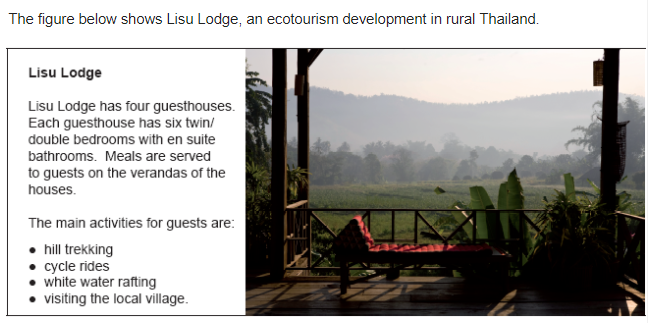 The figure below shows Lisu Lodge, an ecotourism development in rural Thailand.
Lisu Lodge
Lisu Lodge has four guesthouses.
Each guesthouse has six twin/
double bedrooms with en suite
bathrooms. Meals are served
to guests on the verandas of the
houses.
The main activities for guests are:
• hill trekking
• cycle rides
• white water rafting
• visiting the local village.